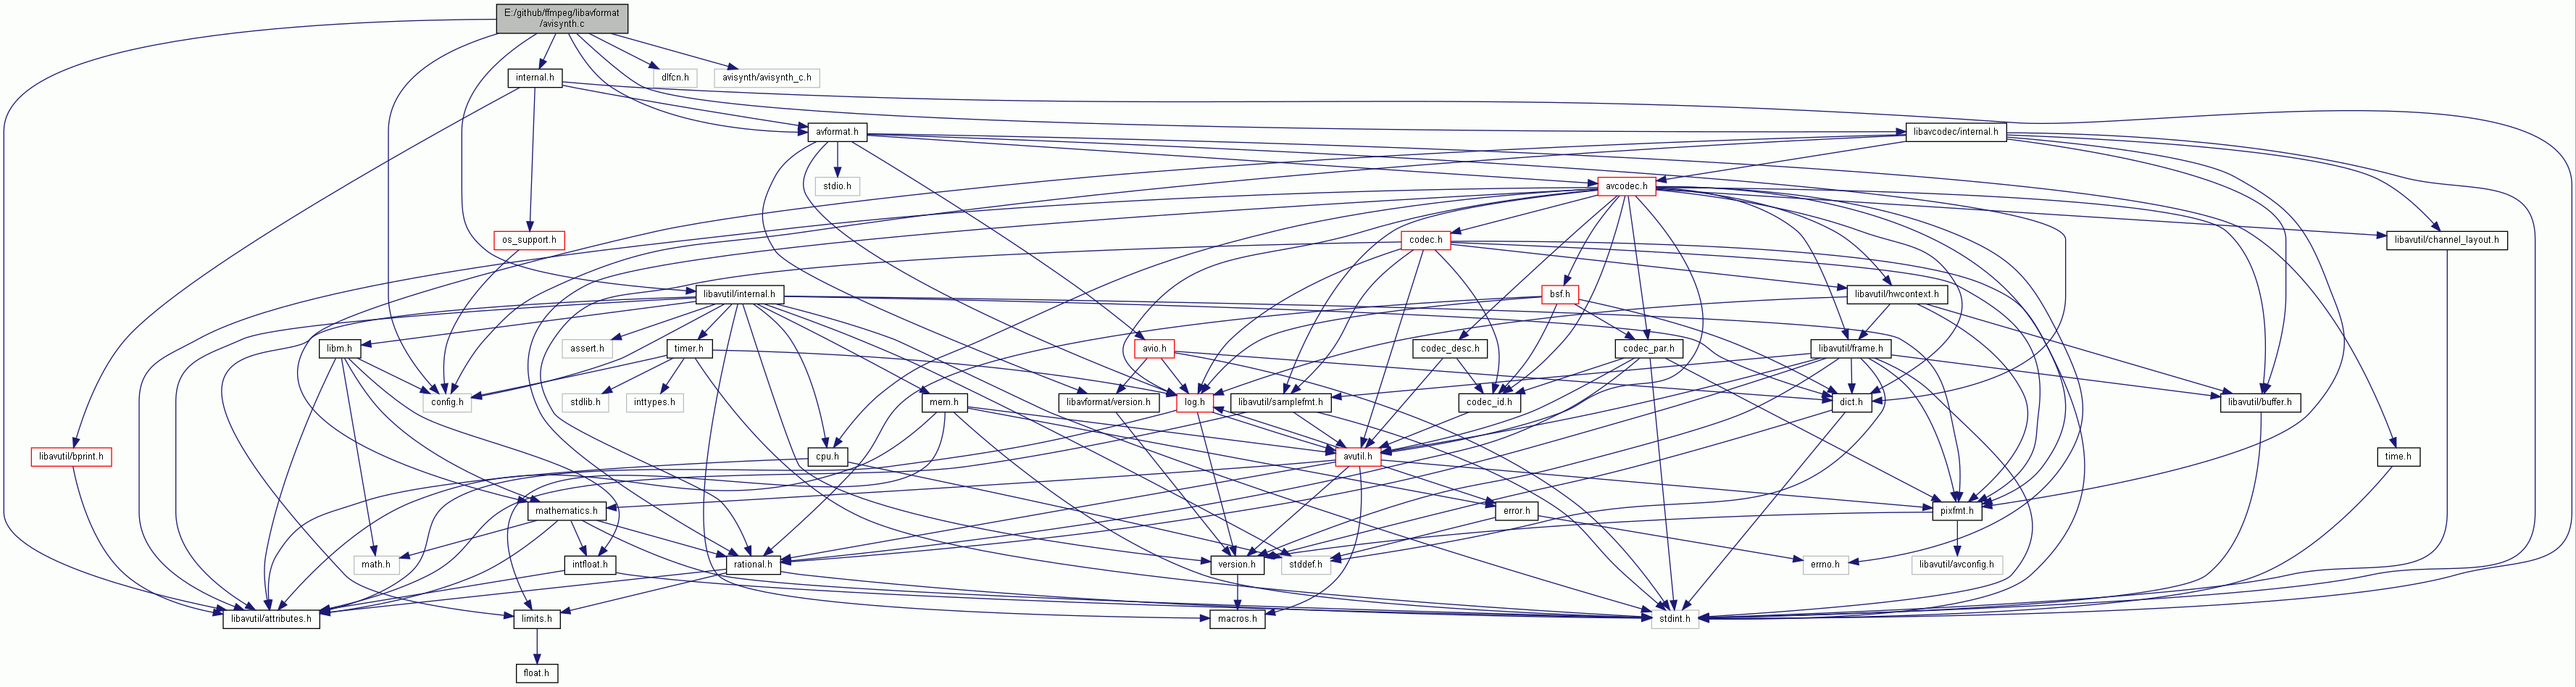 E:/github/ffmpeg/libavformat
/avisynth.c
internal.h
dlfcn.h
avisynth/avisynth_c.h
avformat.h
libavcodec/internal.h
stdio.h
avcodec.h
os_support.h
codec.h
libavutil/channel_layout.h
libavutil/internal.h
bsf.h
libavutil/hwcontext.h
libm.h
assert.h
timer.h
avio.h
codec_desc.h
codec_par.h
libavutil/frame.h
config.h
stdlib.h
inttypes.h
mem.h
libavformat/version.h
log.h
libavutil/samplefmt.h
codec_id.h
dict.h
libavutil/buffer.h
libavutil/bprint.h
cpu.h
avutil.h
time.h
mathematics.h
error.h
pixfmt.h
math.h
intfloat.h
rational.h
version.h
stddef.h
errno.h
libavutil/avconfig.h
libavutil/attributes.h
limits.h
macros.h
stdint.h
float.h